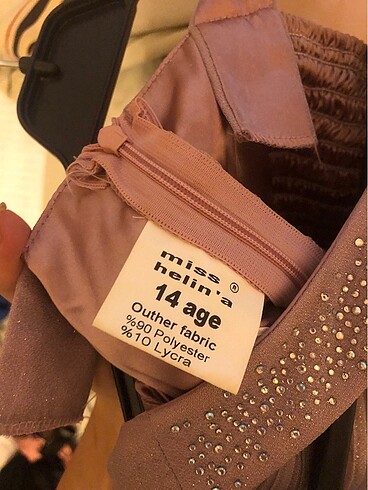 miss
helin'a ®
14 age
Outher fabric
%90 Polyester
%10 Lycra